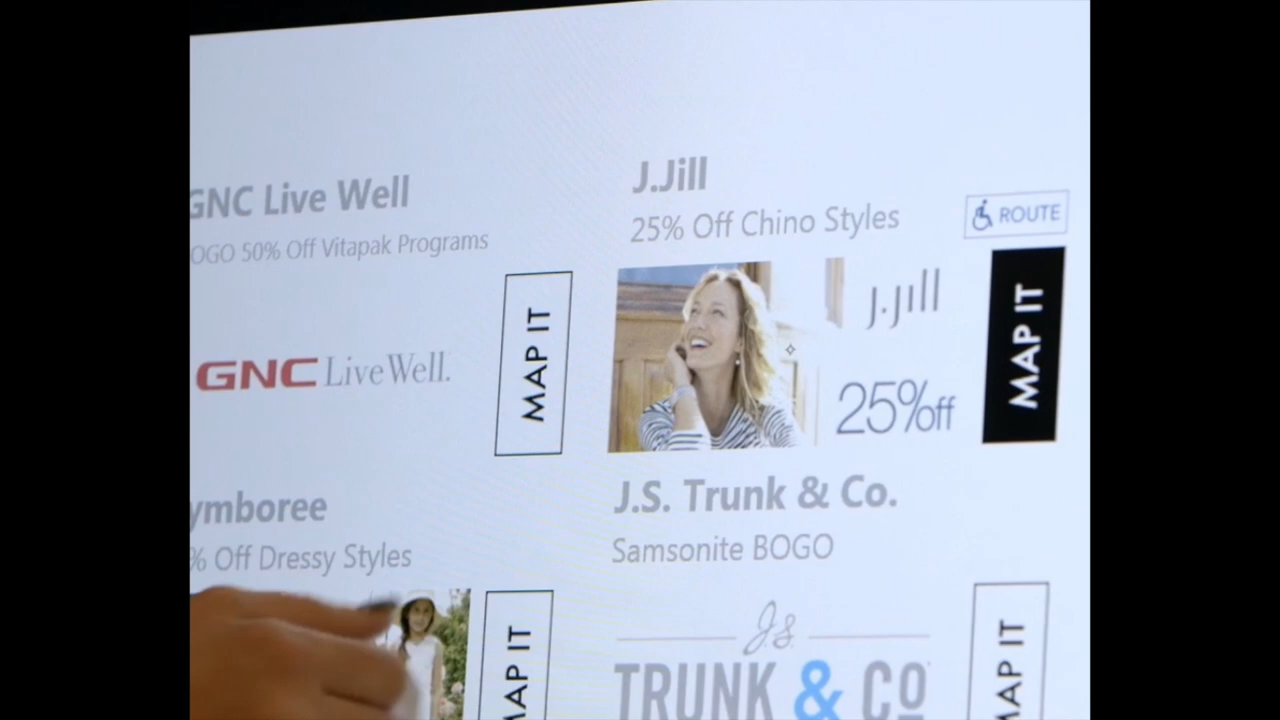 GNC Live Well
OGO 50% Off Vitapak Programs
MAP IT
GNC LiveWell.
J.Jill
25% Off Chino Styles
ROUTE
J.Jill
25%off
MAP IT
ymboree
% Off Dressy Styles
MAP IT
J.S. Trunk & Co.
Samsonite BOGO
J.S.
TRUNK & CO
MAP IT